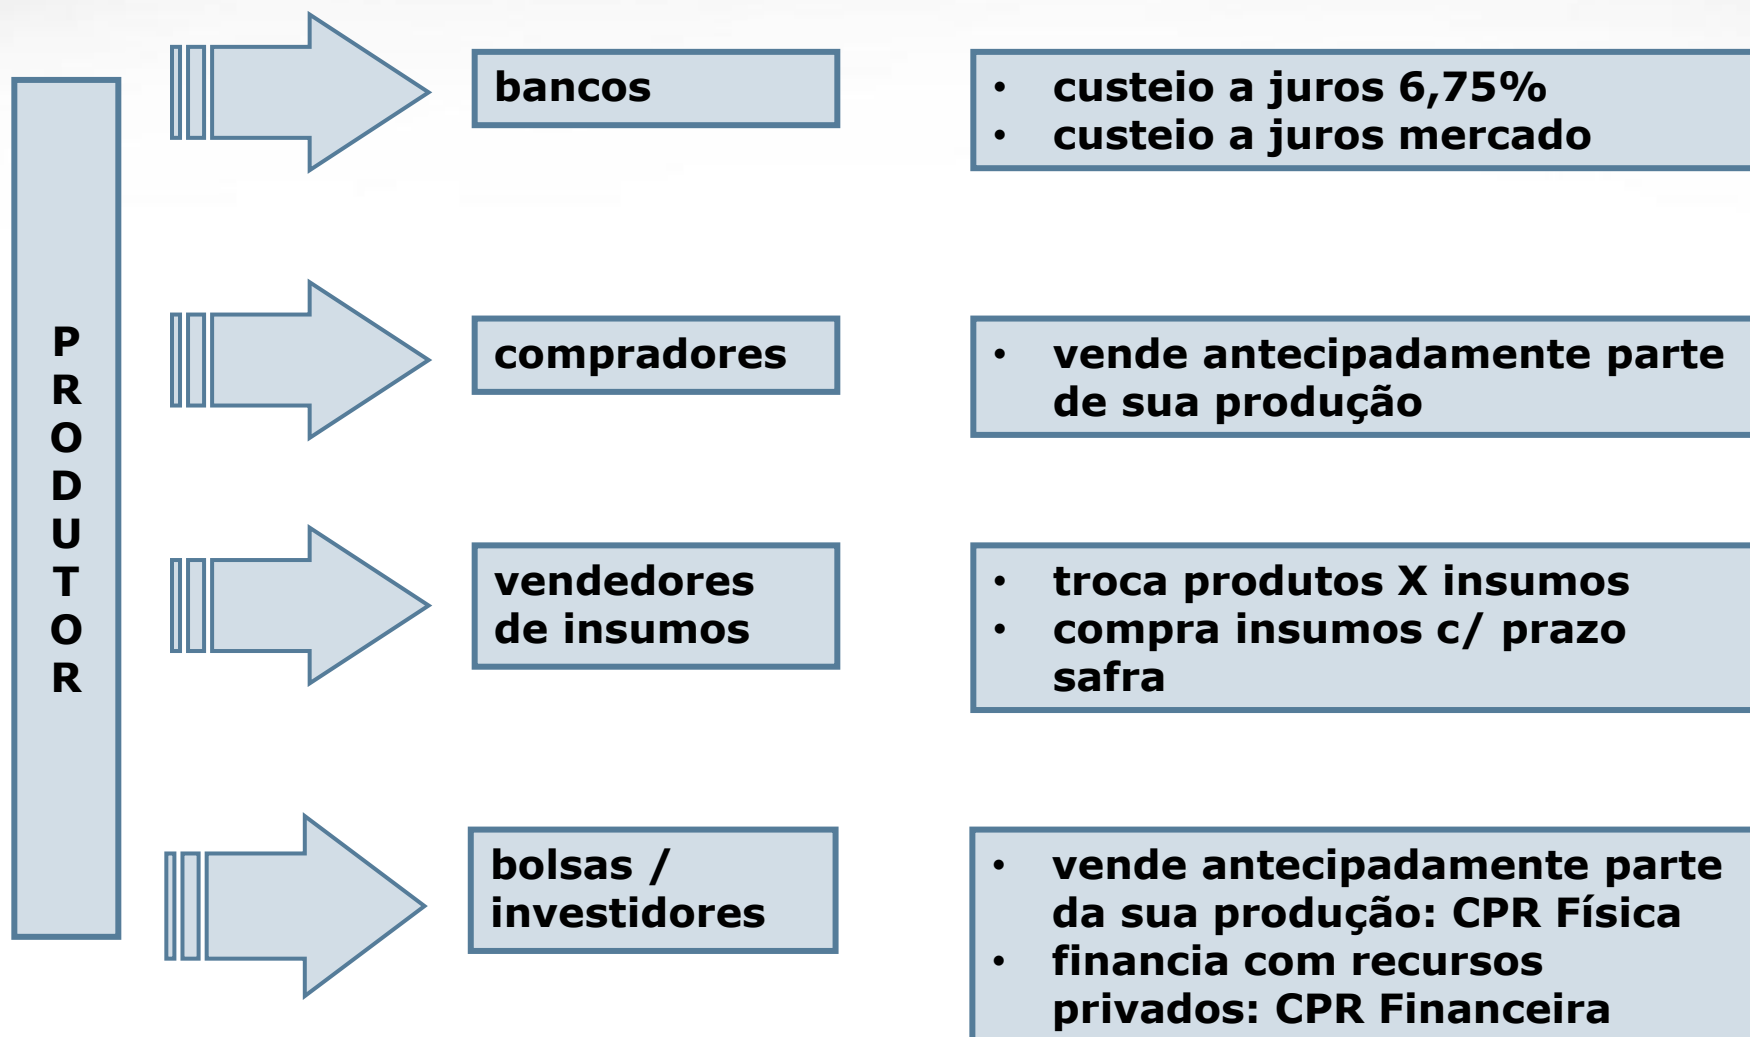 PRODUTOR
bancos
• custeio a juros 6,75%
• custeio a juros mercado
compradores
• vende antecipadamente parte
de sua produção
vendedores
de insumos
• troca produtos X insumos
• compra insumos c/ prazo
safra
bolsas /
investidores
• vende antecipadamente parte
da sua produção: CPR Física
• financia com recursos
privados: CPR Financeira